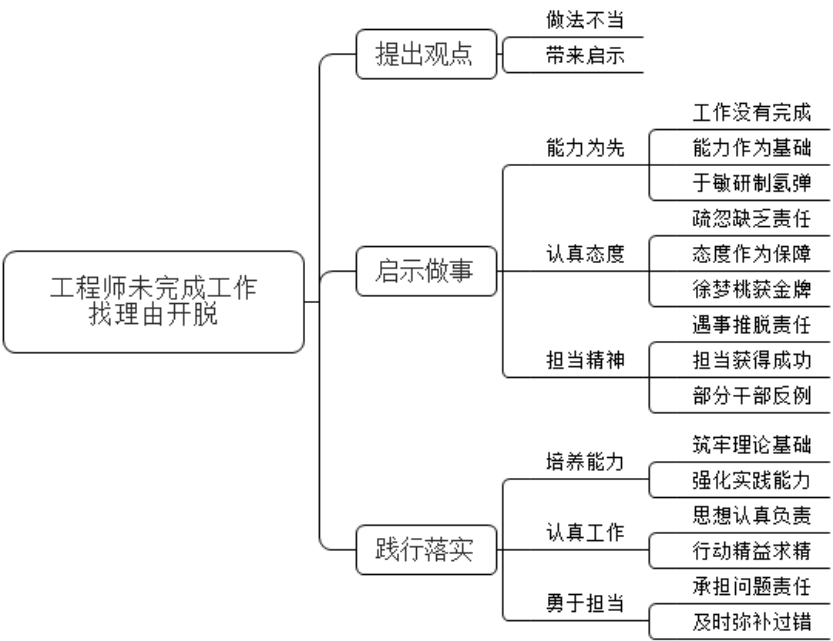 工程师未完成工作
找理由开脱
提出观点
做法不当
带来启示
启示做事
能力为先
工作没有完成
能力作为基础
于敏研制氢弹
认真态度
疏忽缺乏责任
态度作为保障
徐梦桃获金牌
担当精神
遇事推脱责任
担当获得成功
部分干部反例
践行落实
培养能力
筑牢理论基础
强化实践能力
认真工作
思想认真负责
行动精益求精
勇于担当
承担问题责任
及时弥补过错